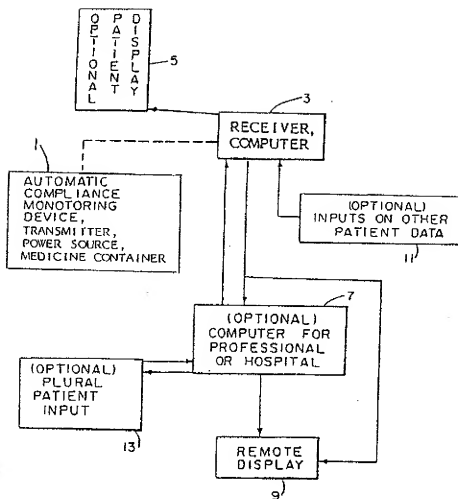 OPTIONAL
PATIENT
DISPLAY
5
3
RECEIVER,
COMPUTER
1
AUTOMATIC
COMPLIANCE
MONOTORING
DEVICE,
TRANSMITTER,
POWER SOURCE,
MEDICINE CONTAINER
(OPTIONAL)
INPUTS ON OTHER
PATIENT DATA
11
7
(OPTIONAL)
COMPUTER FOR
PROFESSIONAL
OR HOSPITAL
(OPTIONAL)
PLURAL
PATIENT
INPUT
13
REMOTE
DISPLAY
9